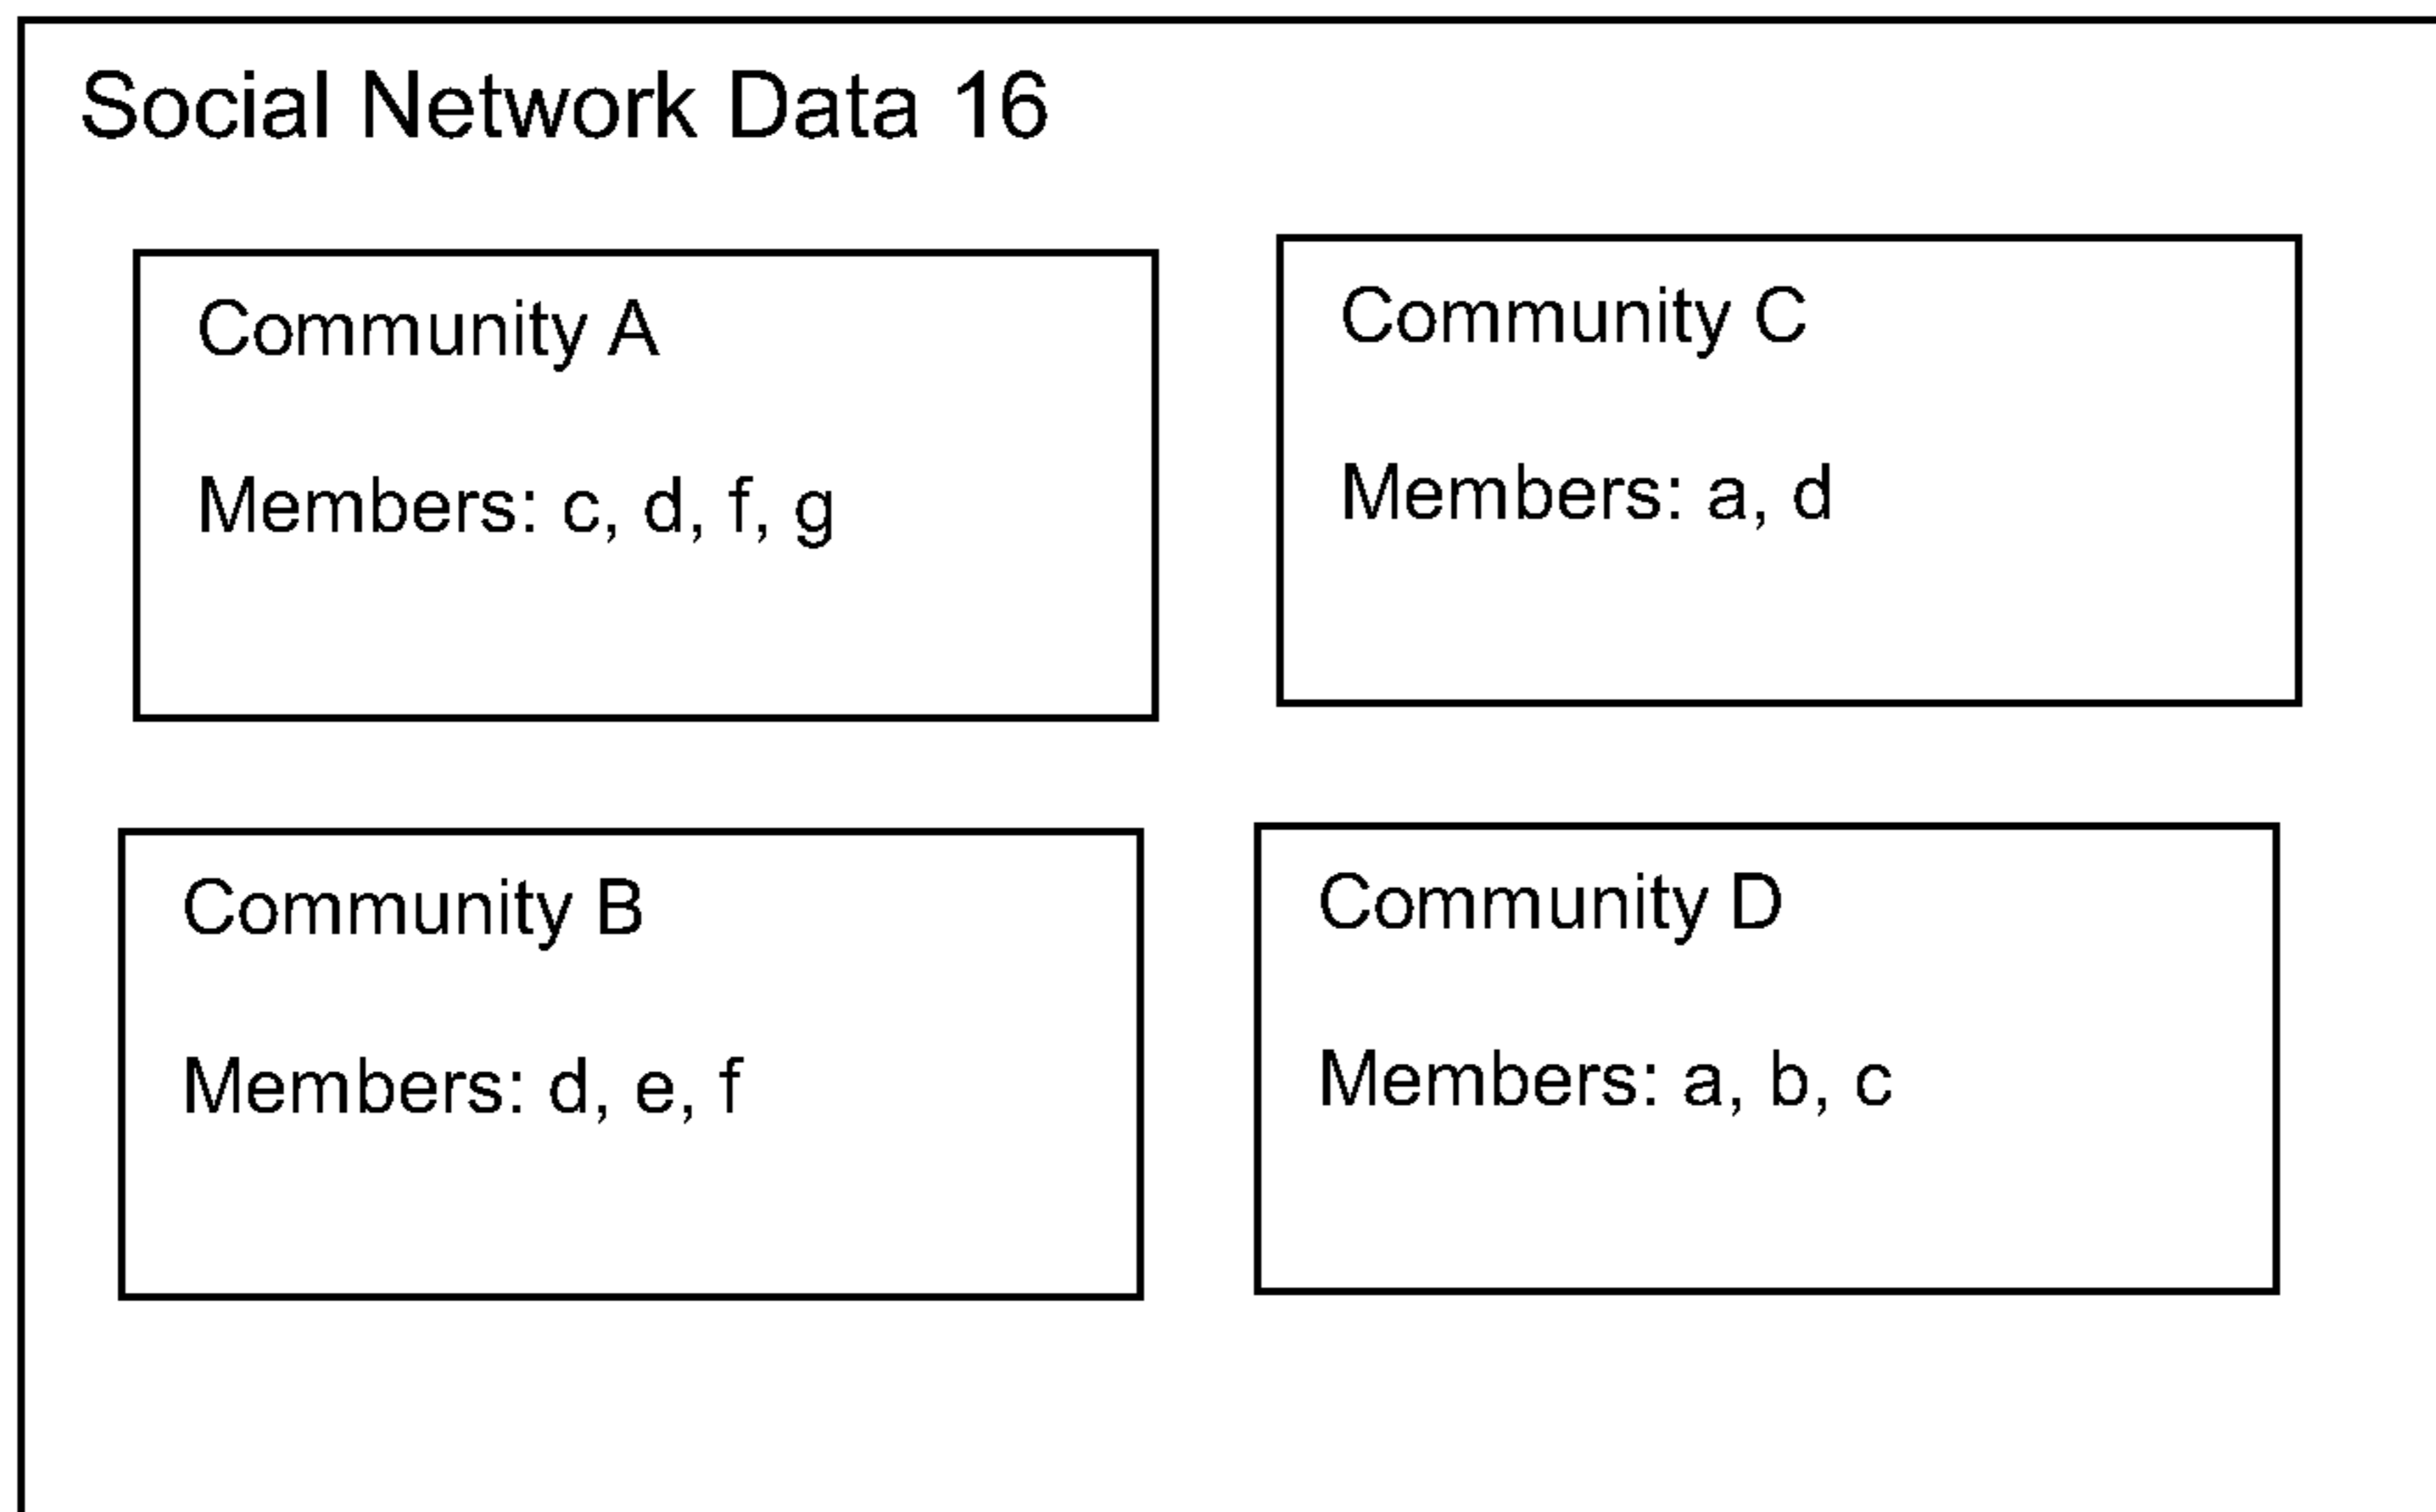 Social Network Data 16
Community A
Members: c, d, f, g
Community C
Members: a, d
Community B
Members: d, e, f
Community D
Members: a, b, c